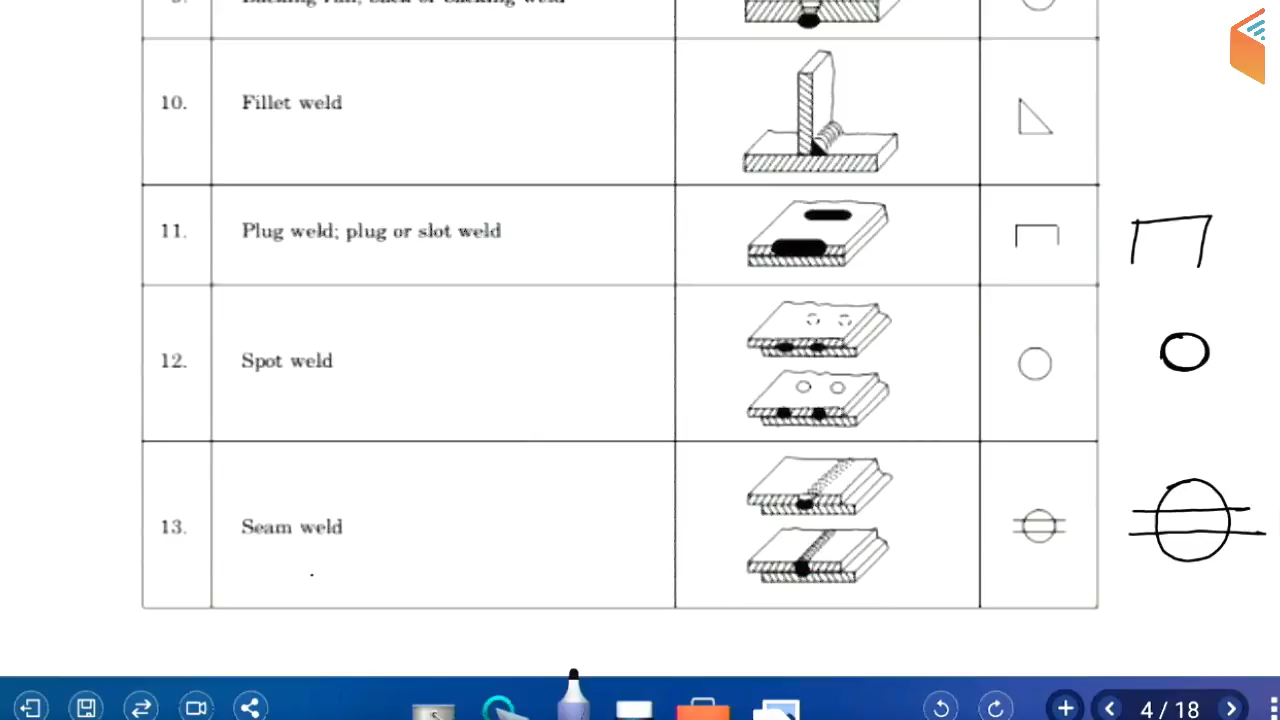 10. Fillet weld
11. Plug weld; plug or slot weld
12. Spot weld
13. Seam weld
4 / 18